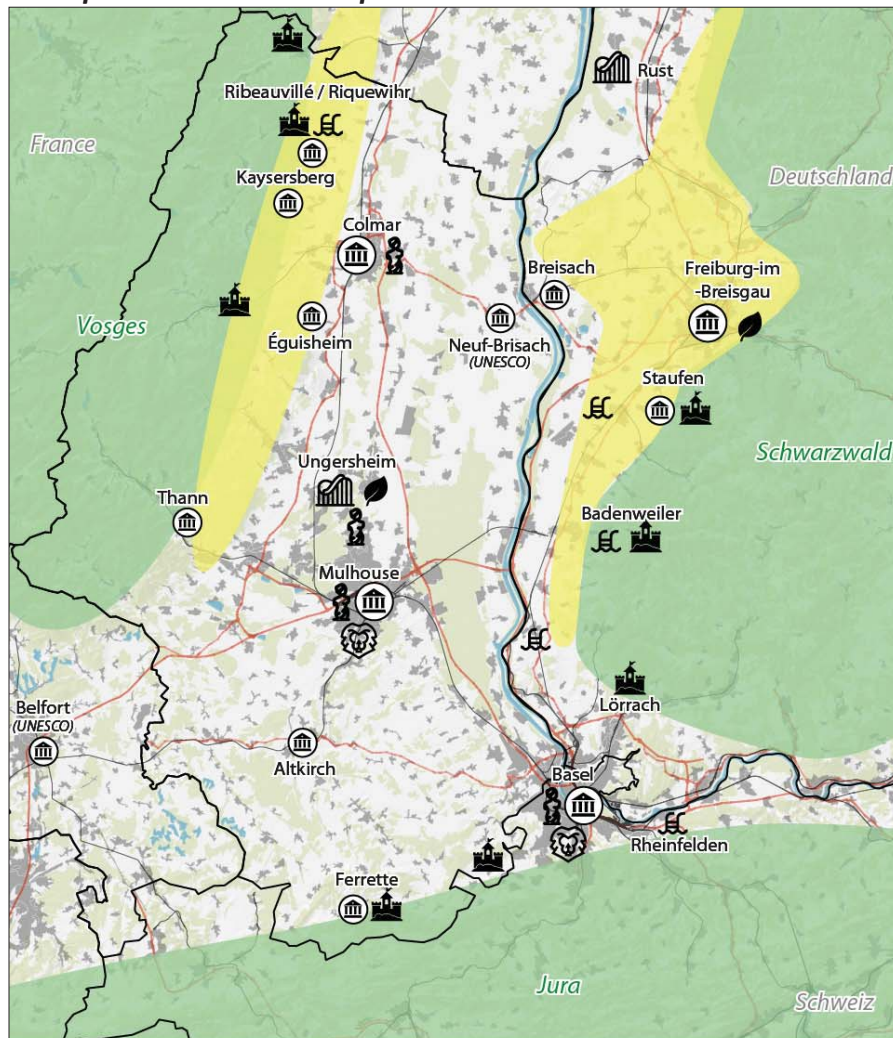 Rust
Ribeauvillé / Riquewihr
France
Kaysersberg
Deutschland
Colmar
Breisach
Freiburg-im
-Breisgau
Vosges
Éguisheim
Neuf-Brisach
(UNESCO)
Staufen
Schwarzwald
Ungersheim
Thann
Badenweiler
Mulhouse
Belfort
(UNESCO)
Lörrach
Altkirch
Basel
Rheinfelden
Ferrette
Jura
Schweiz